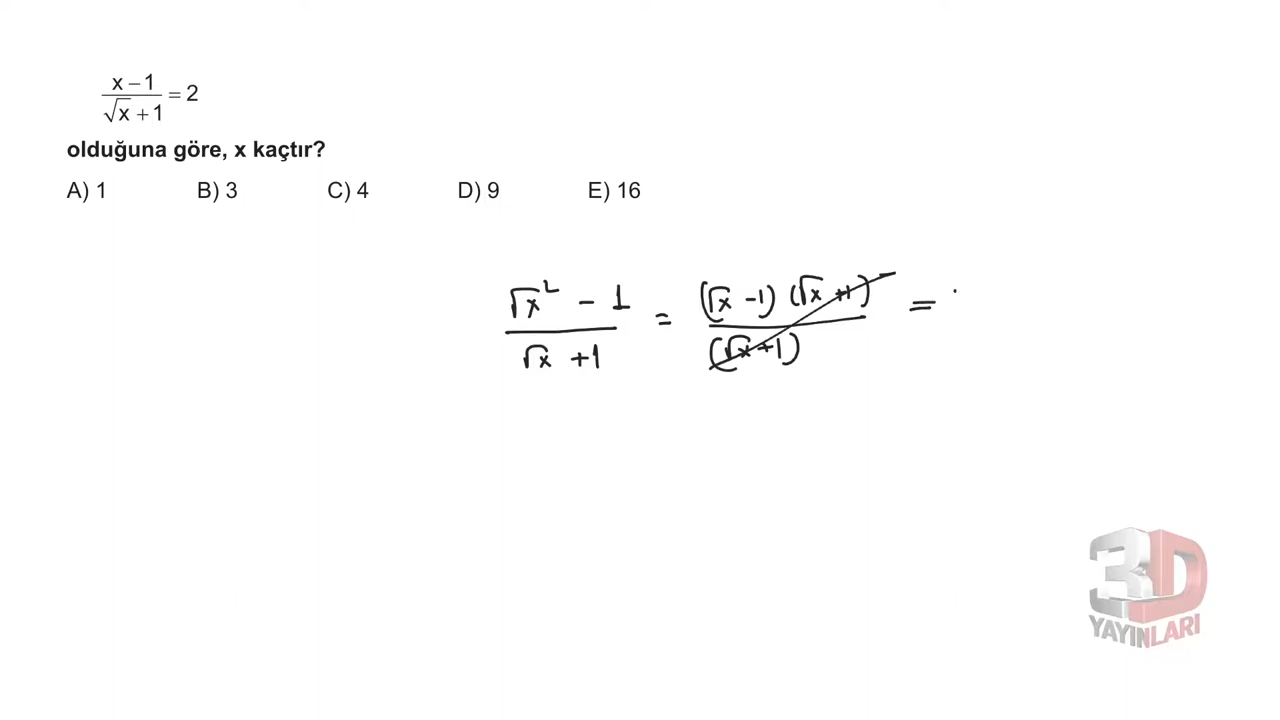 x − 1
√x + 1
= 2
olduğuna göre, x kaçtır?
A) 1 B) 3 C) 4 D) 9 E) 16
√x² − 1
√x + 1
=
(√x − 1) (√x + 1)
(√x + 1)
=
3D
YAYINLARI